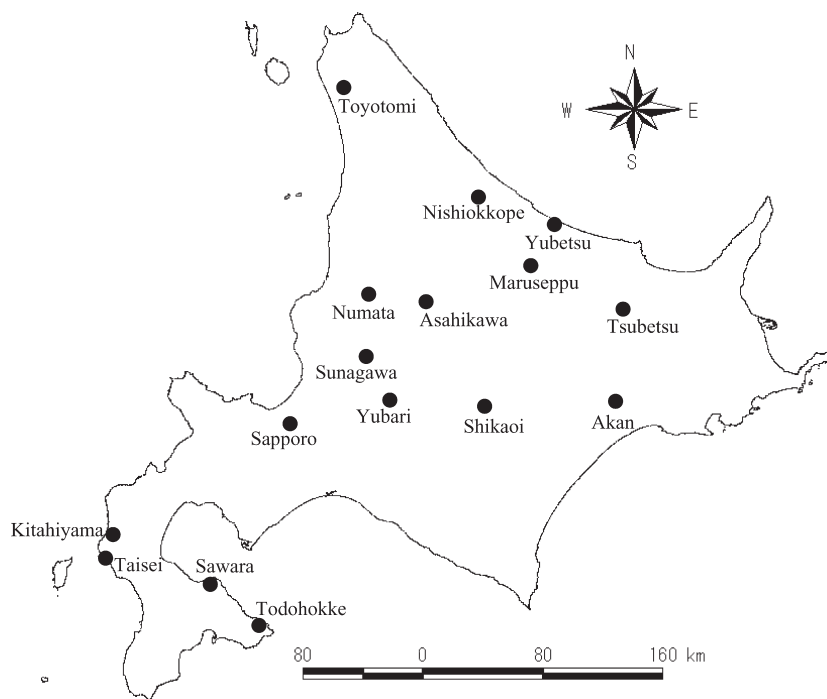 N
W E
S
Toyotomi
Nishiokkope
Yubetsu
Maruseppu
Numata
Asahikawa
Tsubetsu
Sunagawa
Yubari
Shikaoi
Akan
Sapporo
Kitahiyama
Taisei
Sawara
Todohokke
80 0 80 160 km